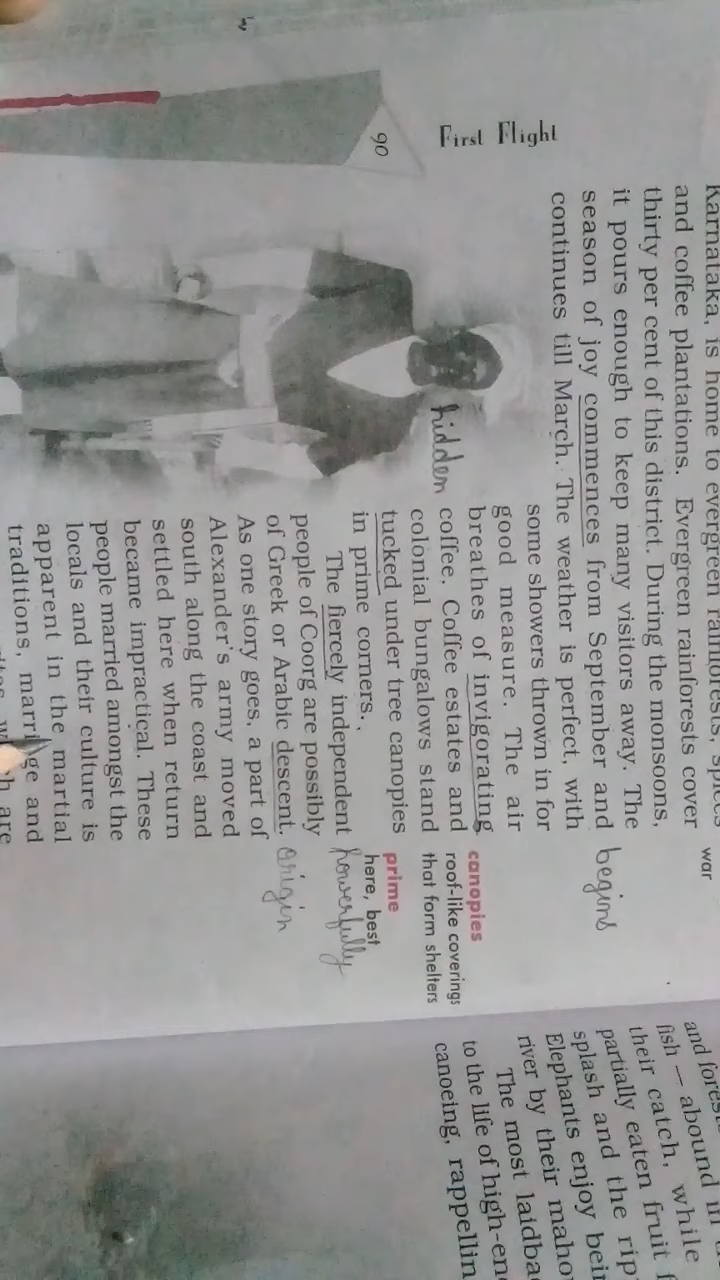 Karnataka, is home to evergreen rainforests, spices
and coffee plantations. Evergreen rainforests cover
thirty per cent of this district. During the monsoons,
it pours enough to keep many visitors away. The
season of joy commences from September and
continues till March. The weather is perfect, with
some showers thrown in for
good measure. The air
breathes of invigorating
coffee. Coffee estates and
colonial bungalows stand
tucked under tree canopies
in prime corners.
The fiercely independent
people of Coorg are possibly
of Greek or Arabic descent.
As one story goes, a part of
Alexander's army moved
south along the coast and
settled here when return
became impractical. These
people married amongst the
locals and their culture is
apparent in the martial
traditions, marriage and
are
war
begins
hidden
canopies
roof-like coverings
that form shelters
prime
here, best
powerfully
origin
First Flight
90
and
fish — abound in
their catch, while
partially eaten fruit
splash and the
Elephants enjoy
river by their
The most
to the life of
canoeing,